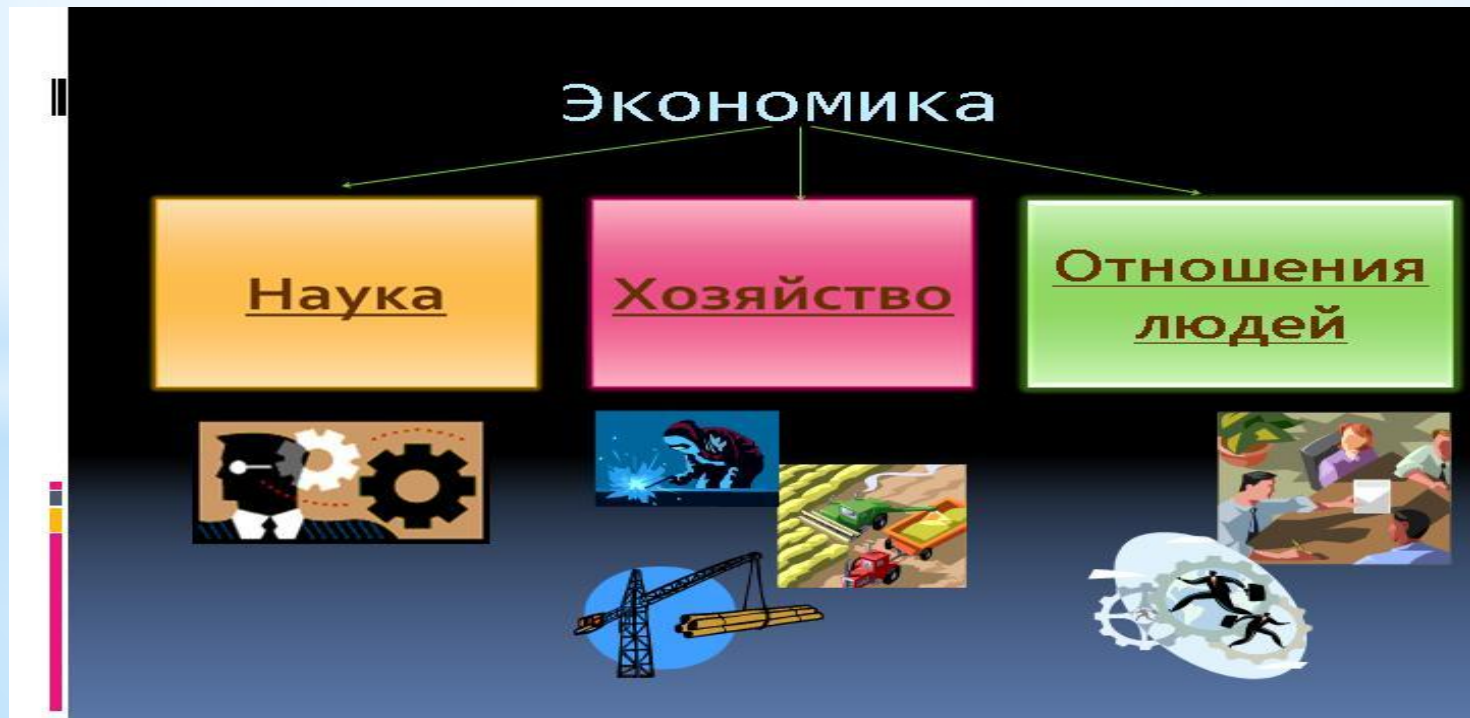 Экономика
Наука
Хозяйство
Отношения
людей